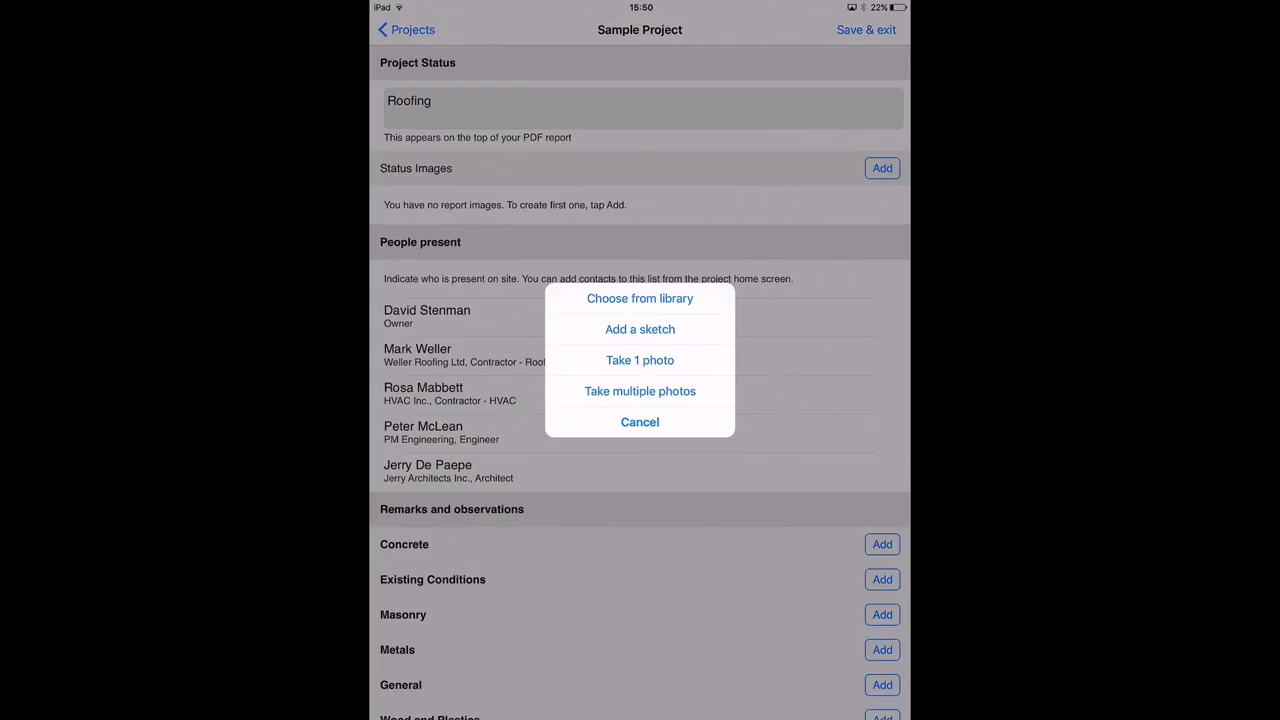 iPad 15:50 22%
Projects Sample Project Save & exit
Project Status
Roofing
This appears on the top of your PDF report
Status Images Add
You have no report images. To create first one, tap Add.
People present
Indicate who is present on site. You can add contacts to this list from the project home screen.
Choose from library
Add a sketch
Take 1 photo
Take multiple photos
Cancel
David Stenman
Owner
Mark Weller
Weller Roofing Ltd, Contractor - Roof
Rosa Mabbett
HVAC Inc., Contractor - HVAC
Peter McLean
PM Engineering, Engineer
Jerry De Paepe
Jerry Architects Inc., Architect
Remarks and observations
Concrete Add
Existing Conditions Add
Masonry Add
Metals Add
General Add
Wood and Plastics Add